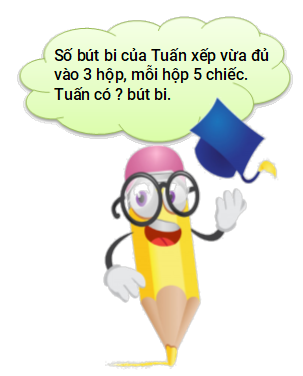 Số bút bi của Tuấn xếp vừa đủ
vào 3 hộp, mỗi hộp 5 chiếc.
Tuấn có ? bút bi.